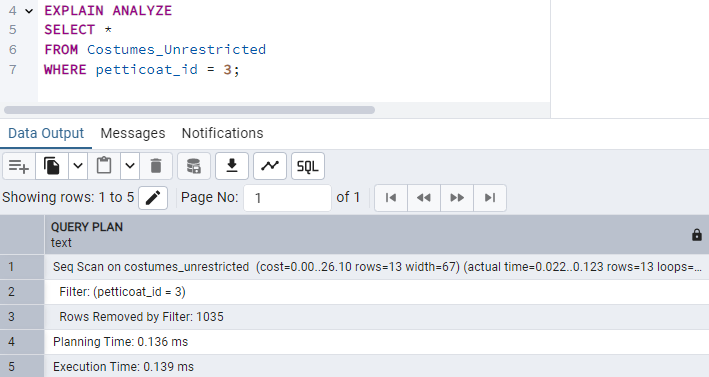 4 EXPLAIN ANALYZE
5 SELECT *
6 FROM Costumes_Unrestricted
7 WHERE petticoat_id = 3;
Data Output Messages Notifications
SQL
Showing rows: 1 to 5 Page No: 1 of 1
QUERY PLAN
text
1 Seq Scan on costumes_unrestricted (cost=0.00..26.10 rows=13 width=67) (actual time=0.022..0.123 rows=13 loops=...
2 Filter: (petticoat_id = 3)
3 Rows Removed by Filter: 1035
4 Planning Time: 0.136 ms
5 Execution Time: 0.139 ms